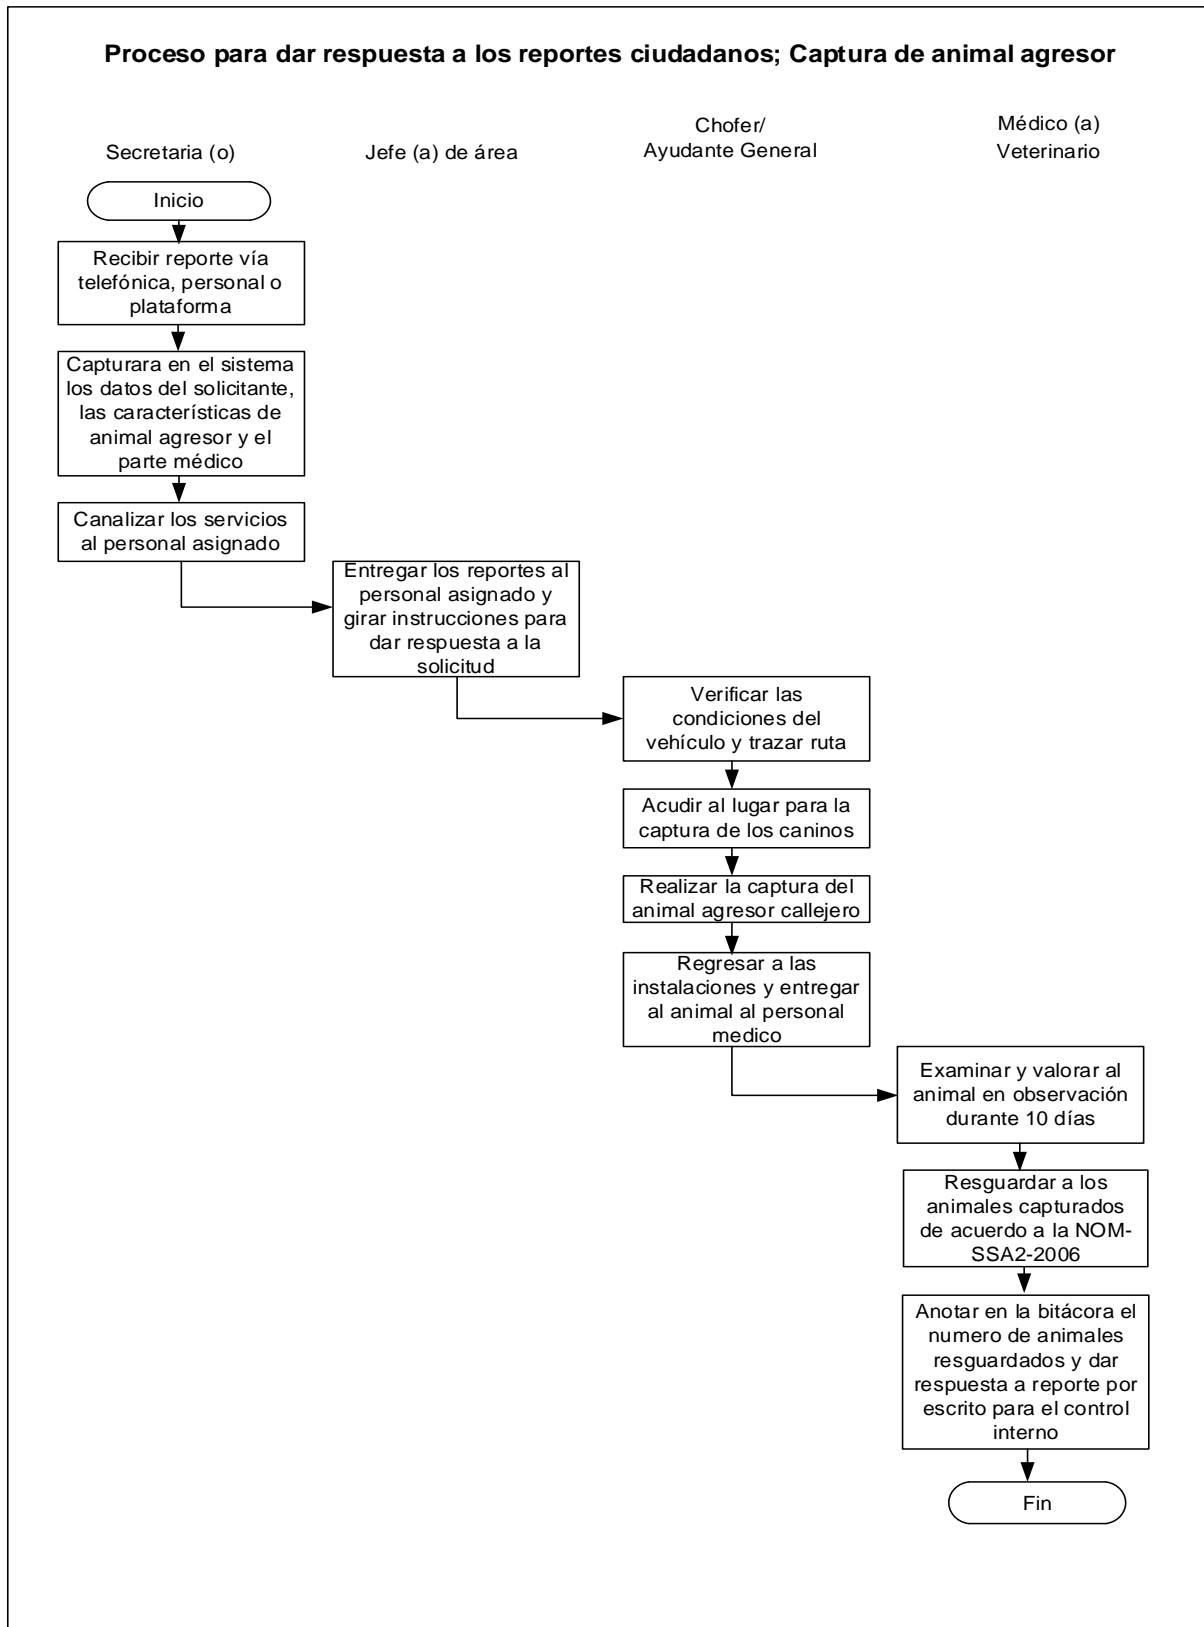 Proceso para dar respuesta a los reportes ciudadanos; Captura de animal agresor
Secretaria (o)
Jefe (a) de área
Chofer/
Ayudante General
Médico (a)
Veterinario
Inicio
Recibir reporte vía
telefónica, personal o
plataforma
Capturara en el sistema
los datos del solicitante,
las características de
animal agresor y el
parte médico
Canalizar los servicios
al personal asignado
Entregar los reportes al
personal asignado y
girar instrucciones para
dar respuesta a la
solicitud
Verificar las
condiciones del
vehículo y trazar ruta
Acudir al lugar para la
captura de los caninos
Realizar la captura del
animal agresor callejero
Regresar a las
instalaciones y entregar
al animal al personal
medico
Examinar y valorar al
animal en observación
durante 10 días
Resguardar a los
animales capturados
de acuerdo a la NOM-
SSA2-2006
Anotar en la bitácora el
numero de animales
resguardados y dar
respuesta a reporte por
escrito para el control
interno
Fin